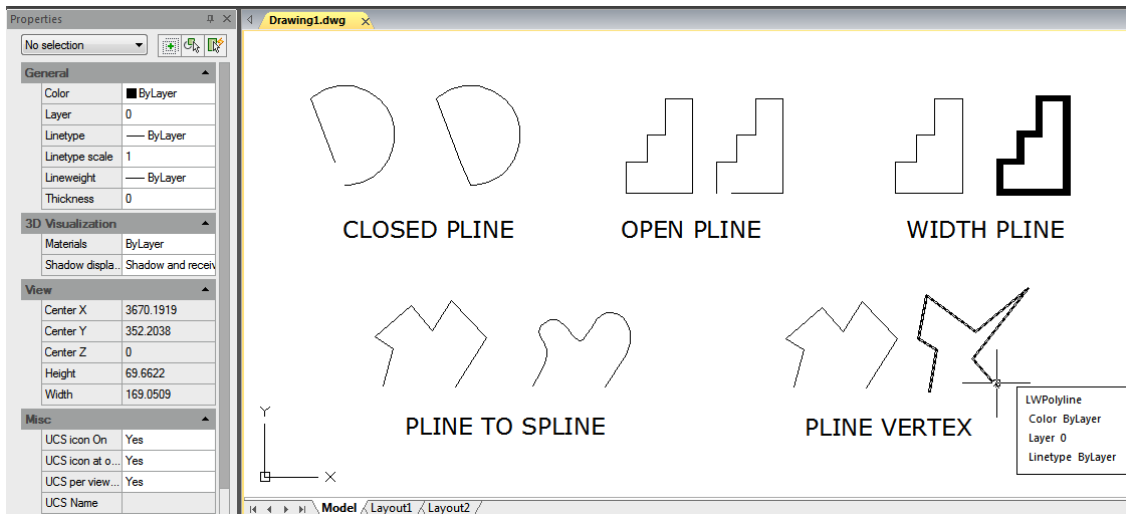 Properties
No selection
General
Color ByLayer
Layer 0
Linetype ByLayer
Linetype scale 1
Lineweight ByLayer
Thickness 0
3D Visualization
Materials ByLayer
Shadow displa... Shadow and receiv
View
Center X 3670.1919
Center Y 352.2038
Center Z 0
Height 69.6622
Width 169.0509
Misc
UCS icon On Yes
UCS icon at o... Yes
UCS per view... Yes
UCS Name
Drawing1.dwg
CLOSED PLINE OPEN PLINE WIDTH PLINE
PLINE TO SPLINE PLINE VERTEX
LWPolyline
Color ByLayer
Layer 0
Linetype ByLayer
Y
X
Model Layout1 Layout2